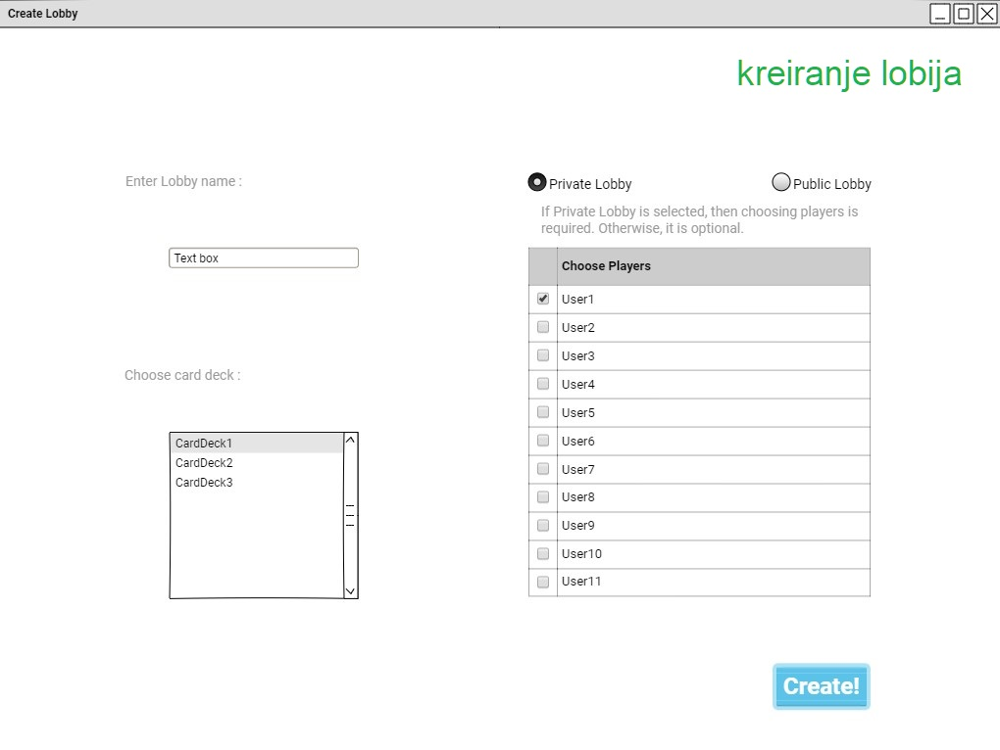 Create Lobby
kreiranje lobija
Enter Lobby name :
Text box
Choose card deck :
CardDeck1
CardDeck2
CardDeck3
Private Lobby
Public Lobby
If Private Lobby is selected, then choosing players is
required. Otherwise, it is optional.
Choose Players
User1
User2
User3
User4
User5
User6
User7
User8
User9
User10
User11
Create!